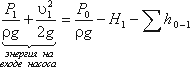 P₁/ρg + υ₁²/2g = P₀/ρg − H₁ − ∑h₀₋₁
энергия на
входе насоса